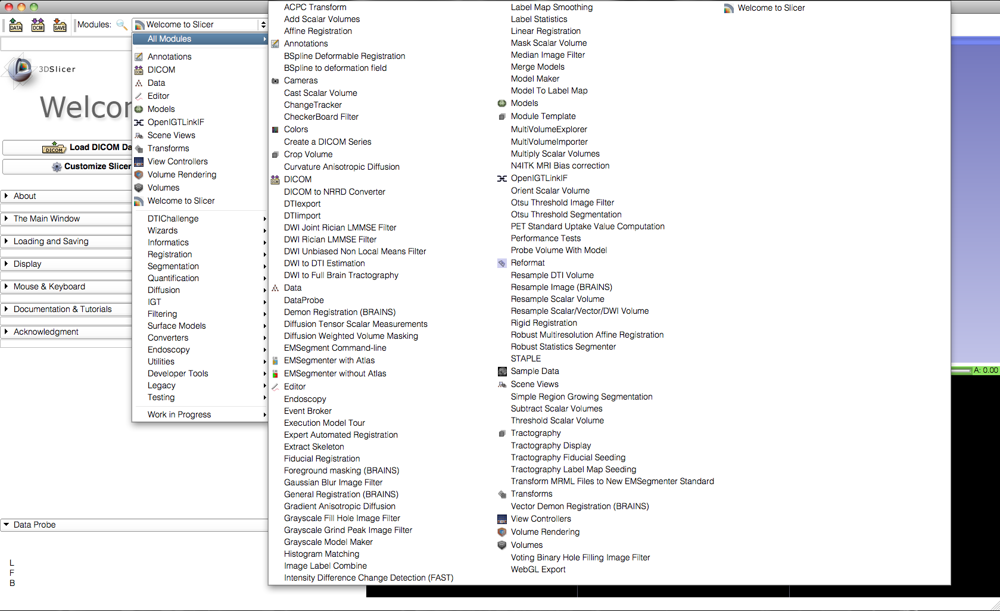 DATA
DCM
SAVE
Modules:
Welcome to Slicer
3DSlicer
Welcor
Load DICOM Da
DICOM
Customize Slicer
About
The Main Window
Loading and Saving
Display
Mouse & Keyboard
Documentation & Tutorials
Acknowledgment
Data Probe
L
F
B
All Modules
Annotations
DICOM
Data
Editor
Models
OpenIGTLinkIF
Scene Views
Transforms
View Controllers
Volume Rendering
Volumes
Welcome to Slicer
DTIChallenge
Wizards
Informatics
Registration
Segmentation
Quantification
Diffusion
IGT
Filtering
Surface Models
Converters
Endoscopy
Utilities
Developer Tools
Legacy
Testing
Work in Progress
ACPC Transform
Add Scalar Volumes
Affine Registration
Annotations
BSpline Deformable Registration
BSpline to deformation field
Cameras
Cast Scalar Volume
ChangeTracker
CheckerBoard Filter
Colors
Create a DICOM Series
Crop Volume
Curvature Anisotropic Diffusion
DICOM
DICOM to NRRD Converter
DTIexport
DTIimport
DWI Joint Rician LMMSE Filter
DWI Rician LMMSE Filter
DWI Unbiased Non Local Means Filter
DWI to DTI Estimation
DWI to Full Brain Tractography
Data
DataProbe
Demon Registration (BRAINS)
Diffusion Tensor Scalar Measurements
Diffusion Weighted Volume Masking
EMSegment Command-line
EMSegmenter with Atlas
EMSegmenter without Atlas
Editor
Endoscopy
Event Broker
Execution Model Tour
Expert Automated Registration
Extract Skeleton
Fiducial Registration
Foreground masking (BRAINS)
Gaussian Blur Image Filter
General Registration (BRAINS)
Gradient Anisotropic Diffusion
Grayscale Fill Hole Image Filter
Grayscale Grind Peak Image Filter
Grayscale Model Maker
Histogram Matching
Image Label Combine
Intensity Difference Change Detection (FAST)
Label Map Smoothing
Label Statistics
Linear Registration
Mask Scalar Volume
Median Image Filter
Merge Models
Model Maker
Model To Label Map
Models
Module Template
MultiVolumeExplorer
MultiVolumeImporter
Multiply Scalar Volumes
N4ITK MRI Bias correction
OpenIGTLinkIF
Orient Scalar Volume
Otsu Threshold Image Filter
Otsu Threshold Segmentation
PET Standard Uptake Value Computation
Performance Tests
Probe Volume With Model
Reformat
Resample DTI Volume
Resample Image (BRAINS)
Resample Scalar Volume
Resample Scalar/Vector/DWI Volume
Rigid Registration
Robust Multiresolution Affine Registration
Robust Statistics Segmenter
STAPLE
Sample Data
Scene Views
Simple Region Growing Segmentation
Subtract Scalar Volumes
Threshold Scalar Volume
Tractography
Tractography Display
Tractography Fiducial Seeding
Tractography Label Map Seeding
Transform MRML Files to New EMSegmenter Standard
Transforms
Vector Demon Registration (BRAINS)
View Controllers
Volume Rendering
Volumes
Voting Binary Hole Filling Image Filter
WebGL Export
Welcome to Slicer
A: 0.00